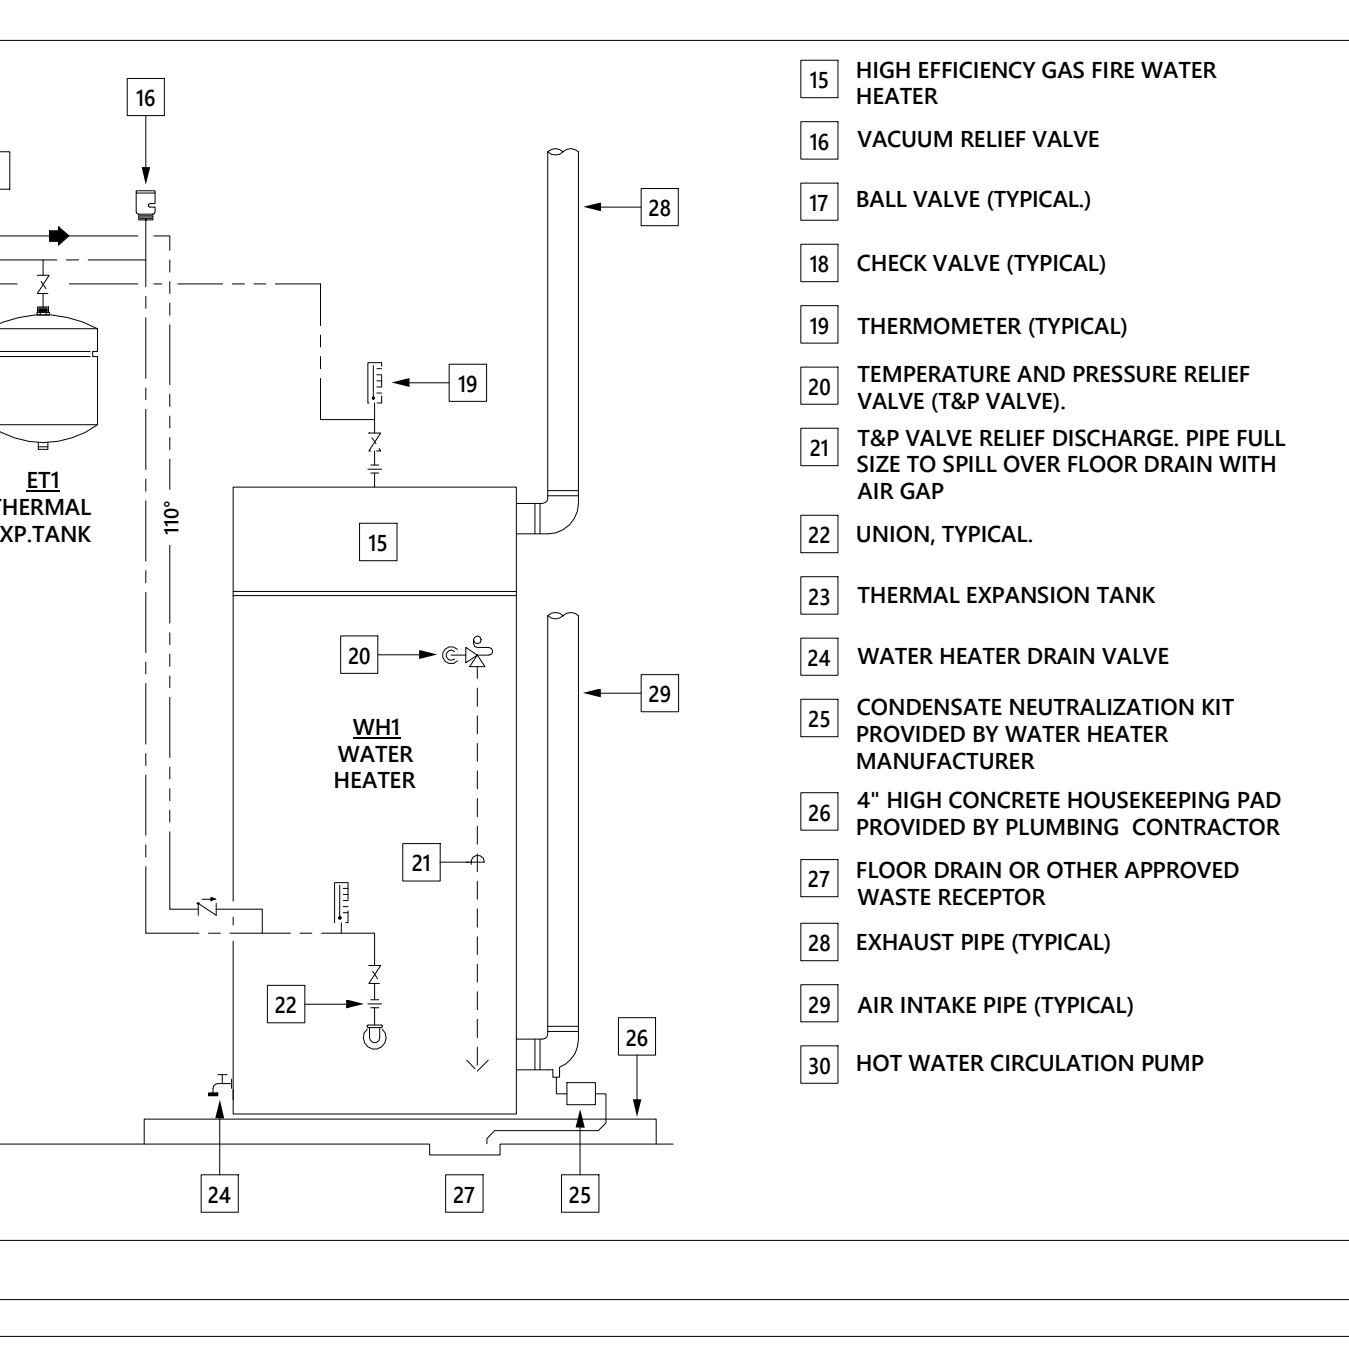 16
28
19
ET1
THERMAL
XP.TANK
110°
15
20
WH1
WATER
HEATER
29
21
22
26
24
27
25
15 HIGH EFFICIENCY GAS FIRE WATER
HEATER
16 VACUUM RELIEF VALVE
17 BALL VALVE (TYPICAL.)
18 CHECK VALVE (TYPICAL)
19 THERMOMETER (TYPICAL)
20 TEMPERATURE AND PRESSURE RELIEF
VALVE (T&P VALVE).
21 T&P VALVE RELIEF DISCHARGE. PIPE FULL
SIZE TO SPILL OVER FLOOR DRAIN WITH
AIR GAP
22 UNION, TYPICAL.
23 THERMAL EXPANSION TANK
24 WATER HEATER DRAIN VALVE
25 CONDENSATE NEUTRALIZATION KIT
PROVIDED BY WATER HEATER
MANUFACTURER
26 4" HIGH CONCRETE HOUSEKEEPING PAD
PROVIDED BY PLUMBING CONTRACTOR
27 FLOOR DRAIN OR OTHER APPROVED
WASTE RECEPTOR
28 EXHAUST PIPE (TYPICAL)
29 AIR INTAKE PIPE (TYPICAL)
30 HOT WATER CIRCULATION PUMP